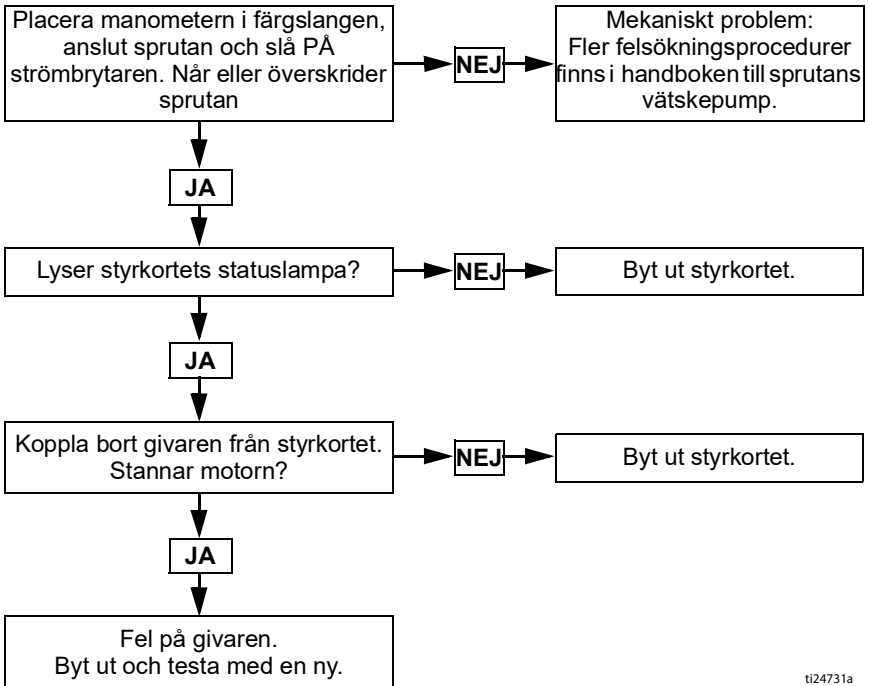 Placera manometern i färgslangen,
anslut sprutan och slå PÅ
strömbrytaren. Når eller överskrider
sprutan
NEJ
Mekaniskt problem:
Fler felsökningsprocedurer
finns i handboken till sprutans
vätskepump.
JA
Lyser styrkortets statuslampa?
NEJ
Byt ut styrkortet.
JA
Koppla bort givaren från styrkortet.
Stannar motorn?
NEJ
Byt ut styrkortet.
JA
Fel på givaren.
Byt ut och testa med en ny.
ti24731a